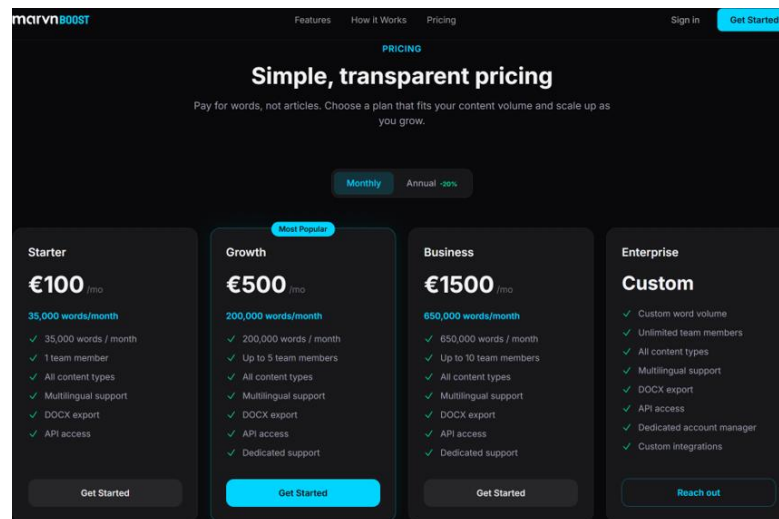 marvn BOOST
Features
How it Works
Pricing
Sign in
Get Started
PRICING
Simple, transparent pricing
Pay for words, not articles. Choose a plan that fits your content volume and scale up as
you grow.
Monthly
Annual -20%
Starter
€100 /mo
35,000 words/month
35,000 words / month
1 team member
All content types
Multilingual support
DOCX export
API access
Get Started
Most Popular
Growth
€500 /mo
200,000 words/month
200,000 words / month
Up to 5 team members
All content types
Multilingual support
DOCX export
API access
Dedicated support
Get Started
Business
€1500 /mo
650,000 words/month
650,000 words / month
Up to 10 team members
All content types
Multilingual support
DOCX export
API access
Dedicated support
Get Started
Enterprise
Custom
Custom word volume
Unlimited team members
All content types
Multilingual support
DOCX export
API access
Dedicated account manager
Custom integrations
Reach out